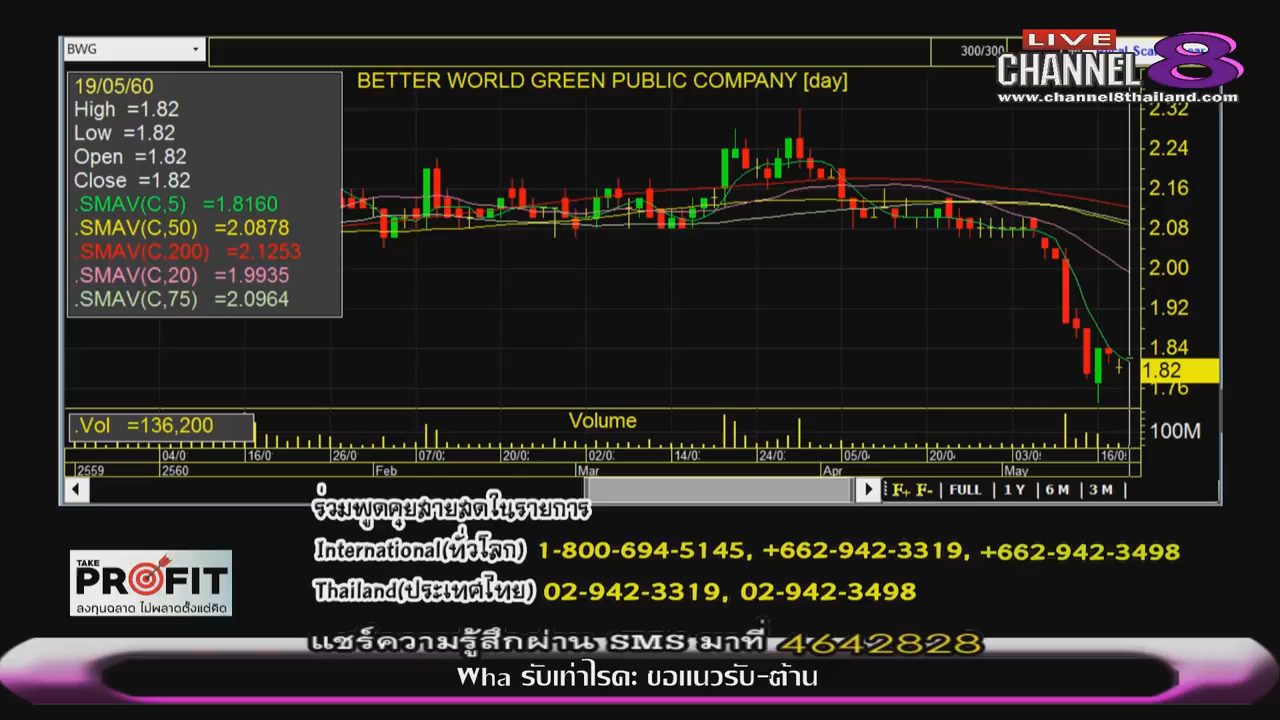 BWG
300/300
LIVE
CHANNEL 8
www.channel8thailand.com
BETTER WORLD GREEN PUBLIC COMPANY [day]
19/05/60
High =1.82
Low =1.82
Open =1.82
Close =1.82
.SMAV(C,5) =1.8160
.SMAV(C,50) =2.0878
.SMAV(C,200) =2.1253
.SMAV(C,20) =1.9935
.SMAV(C,75) =2.0964
2.32
2.24
2.16
2.08
2.00
1.92
1.84
1.82
1.76
.Vol =136,200
Volume
100M
04/0 16/0 26/0 07/0 20/0 02/0 14/0 24/0 05/0 20/0 03/0 16/0
2559 2560 Feb Mar Apr May
F+ F- FULL 1 Y 6 M 3 M
รวมพูดคุยสายสดในรายการ
International(ทั่วโลก) 1-800-694-5145, +662-942-3319, +662-942-3498
TAKE PROFIT
ลงทุนฉลาด ไม่พลาดตั้งแต่คิด
Thailand(ประเทศไทย) 02-942-3319, 02-942-3498
แชร์ความรู้สึกผ่าน SMS มาที่ 4642828
Wha รับเท่าไรคะ ขอแนวรับ-ต้าน